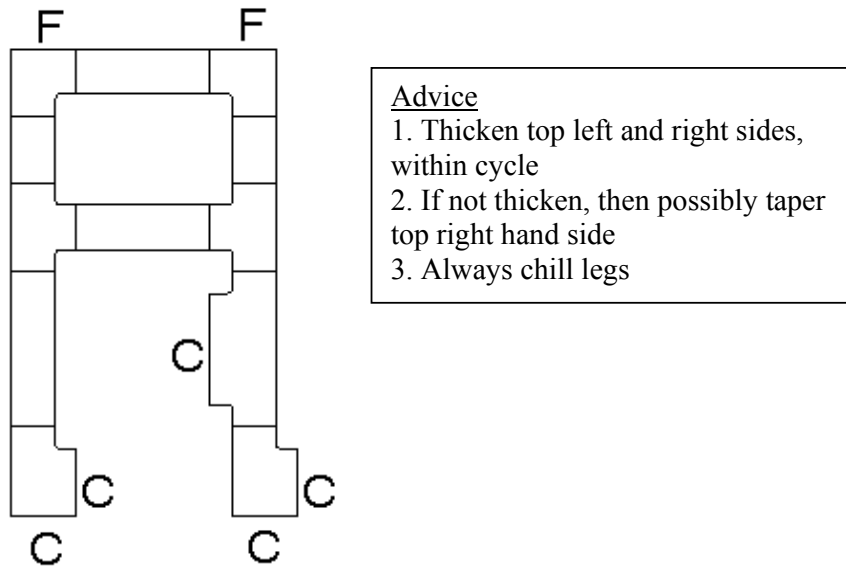 F F
Advice
1. Thicken top left and right sides,
within cycle
2. If not thicken, then possibly taper
top right hand side
3. Always chill legs
C
C C
C C